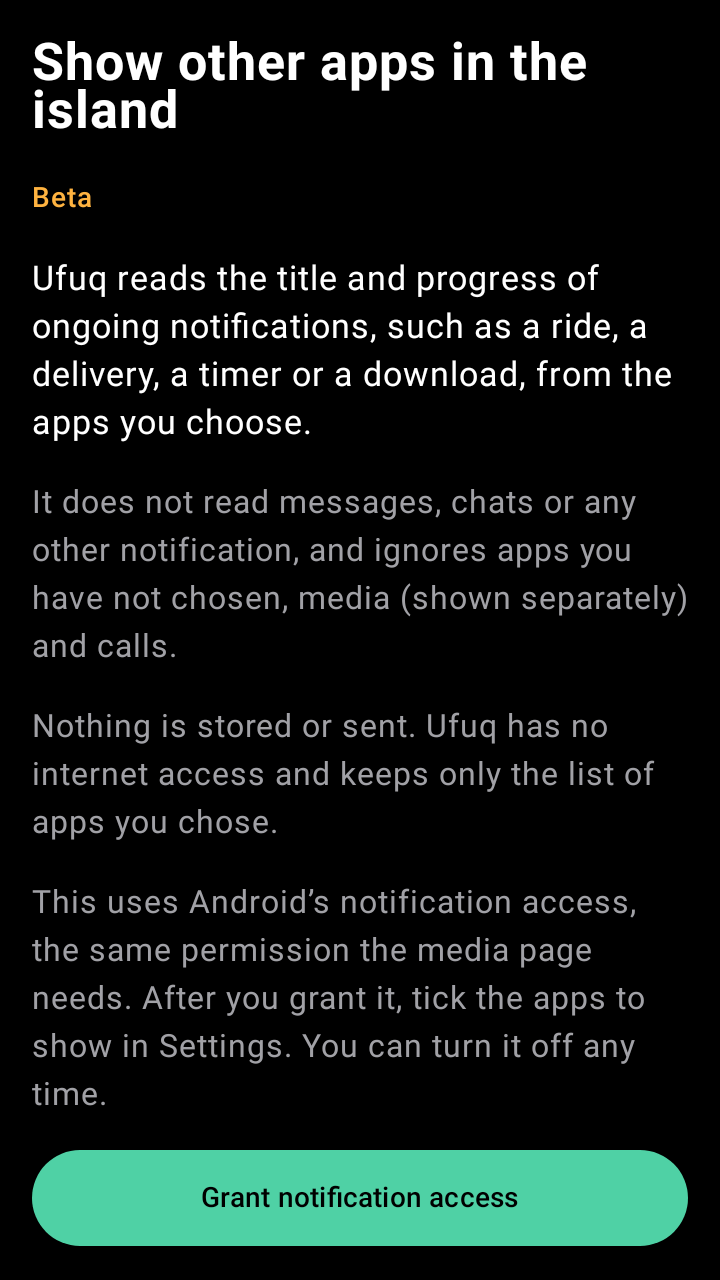 Show other apps in the
island
Beta
Ufuq reads the title and progress of
ongoing notifications, such as a ride, a
delivery, a timer or a download, from the
apps you choose.
It does not read messages, chats or any
other notification, and ignores apps you
have not chosen, media (shown separately)
and calls.
Nothing is stored or sent. Ufuq has no
internet access and keeps only the list of
apps you chose.
This uses Android’s notification access,
the same permission the media page
needs. After you grant it, tick the apps to
show in Settings. You can turn it off any
time.
Grant notification access